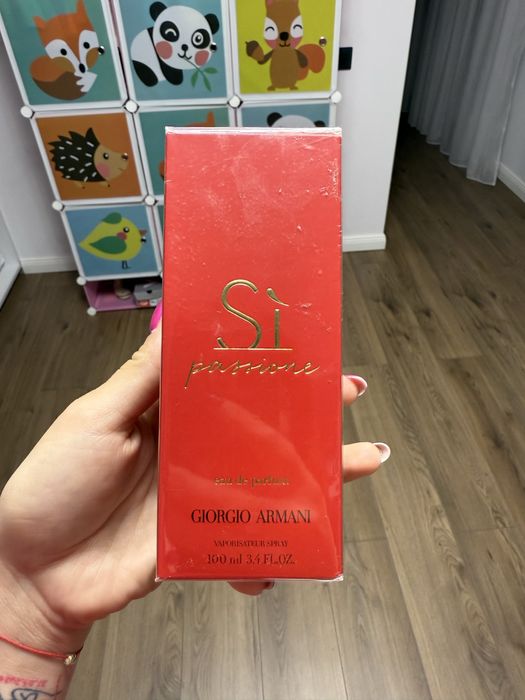 Sì
passione
eau de parfum
GIORGIO ARMANI
VAPORISATEUR SPRAY
100 ml 3,4 FL.OZ.